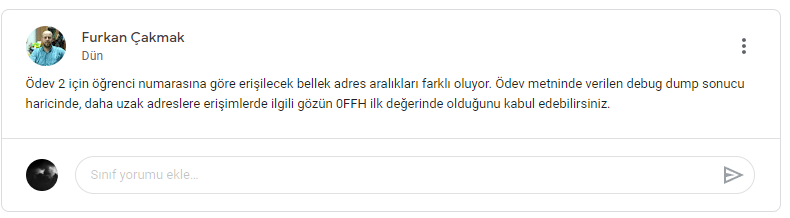 Furkan Çakmak
Dün
Ödev 2 için öğrenci numarasına göre erişilecek bellek adres aralıkları farklı oluyor. Ödev metninde verilen debug dump sonucu
haricinde, daha uzak adreslere erişimlerde ilgili gözün 0FFH ilk değerinde olduğunu kabul edebilirsiniz.
Sınıf yorumu ekle...